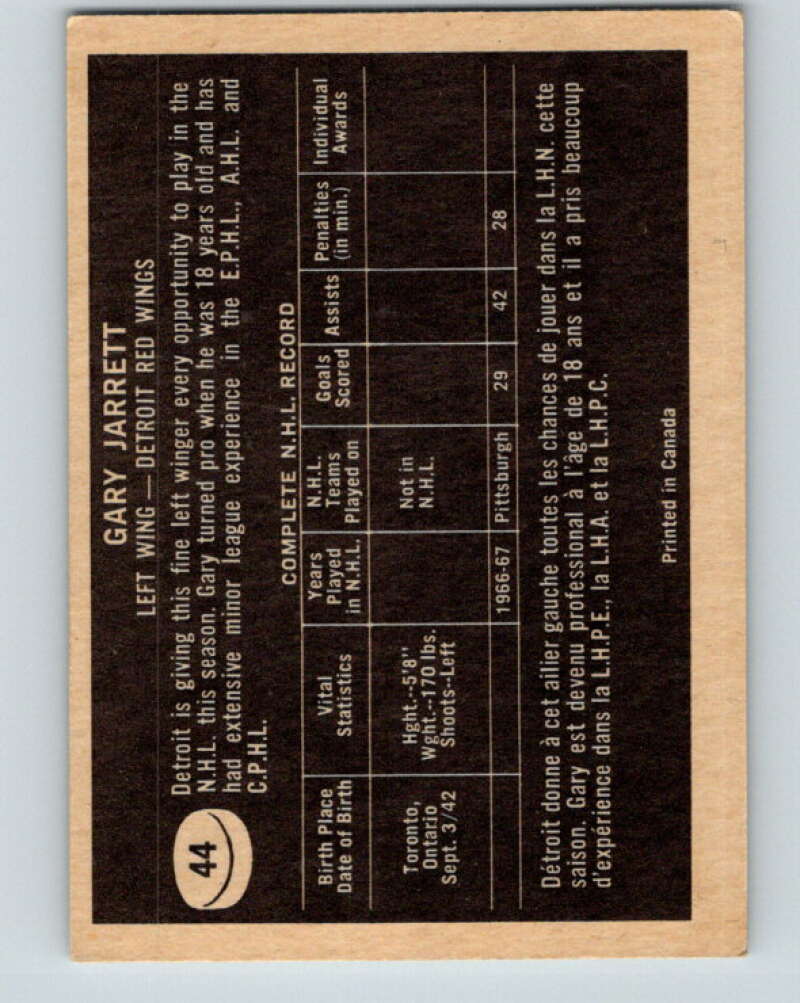 GARY JARRETT
LEFT WING — DETROIT RED WINGS
44
Detroit is giving this fine left winger every opportunity to play in the
N.H.L. this season. Gary turned pro when he was 18 years old and has
had extensive minor league experience in the E.P.H.L., A.H.L. and
C.P.H.L.
COMPLETE N.H.L. RECORD
Birth Place
Date of Birth
Vital
Statistics
Years
Played
in N.H.L.
N.H.L.
Teams
Played on
Goals
Scored
Assists
Penalties
(in min.)
Individual
Awards
Toronto,
Ontario
Sept. 3/42
Hght.--5'8"
Wght.--170 lbs.
Shoots--Left
Not in
N.H.L.
1966-67 Pittsburgh 29 42 28
Détroit donne à cet ailier gauche toutes les chances de jouer dans la L.H.N. cette
saison. Gary est devenu professional à l'âge de 18 ans et il a pris beaucoup
d'expérience dans la L.H.P.E., la L.H.A. et la L.H.P.C.
Printed in Canada